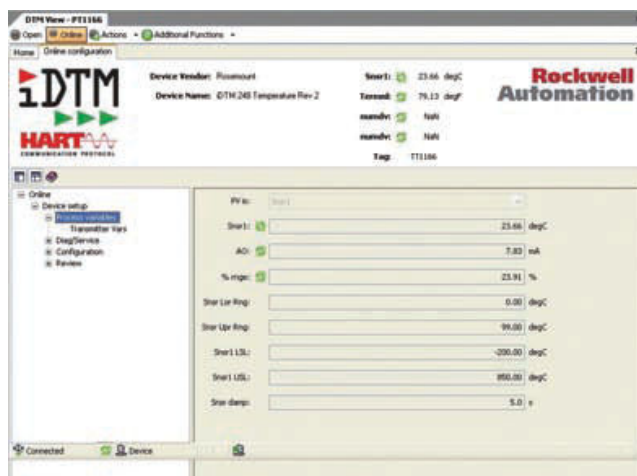 DTM View - PT1166
Open Online Actions Additional Functions
Home Online configuration
iDTM
HART
COMMUNICATION PROTOCOL
Device Vendor: Rosemount
Device Name: iDTM 248 Temperature Rev 2
Snsr1: 23.66 degC
Termnl: 79.13 degF
numdv: NaN
numdv: NaN
Tag: TT1166
Rockwell
Automation
Online
Device setup
Process variables
Transmitter Vars
Diag/Service
Configuration
Review
PV is: Snsr1
Snsr1: 23.66 degC
AO: 7.83 mA
% rnge: 23.91 %
Snsr Lwr Rng: 0.00 degC
Snsr Upr Rng: 99.00 degC
Snsr1 LSL: -200.00 degC
Snsr1 USL: 850.00 degC
Snsr damp: 5.0 s
Connected Device